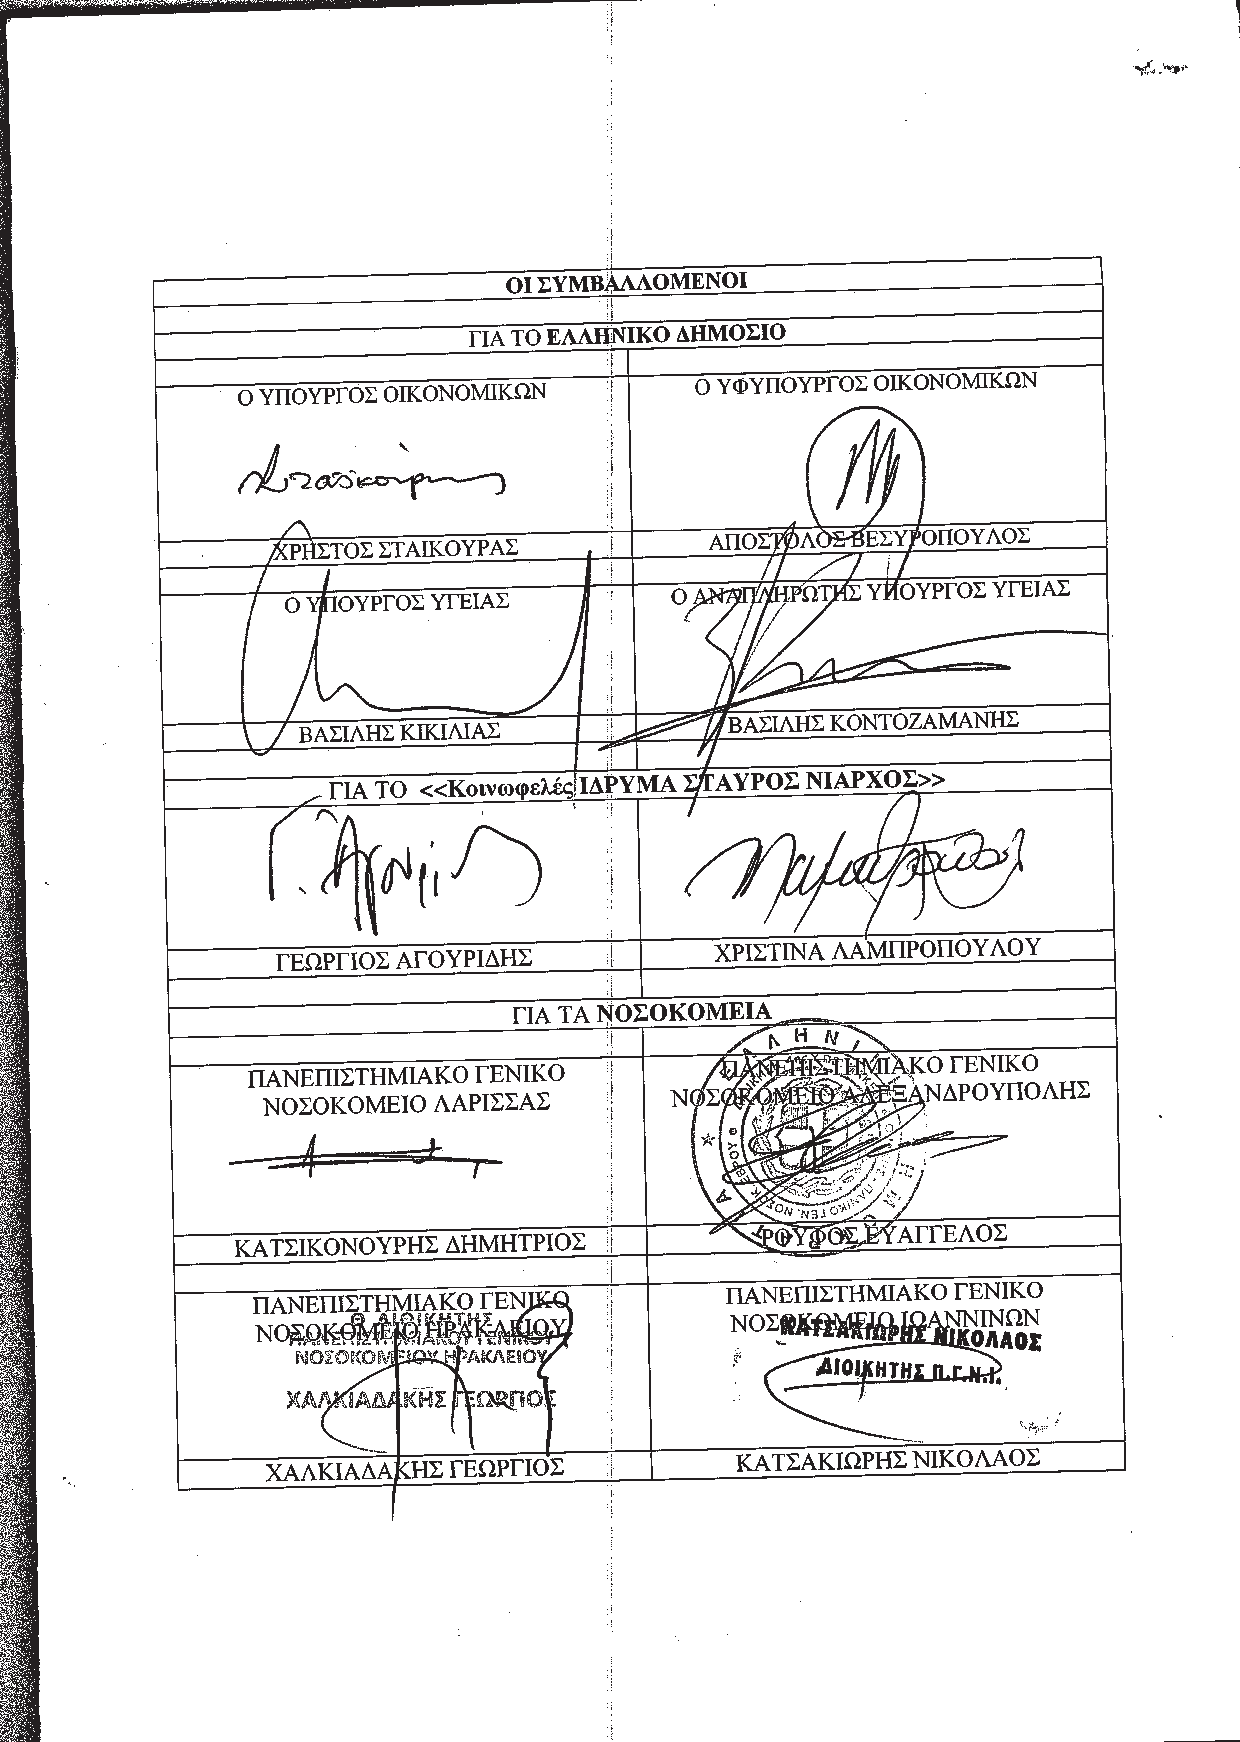 ΟΙ ΣΥΜΒΑΛΛΟΜΕΝΟΙ
ΓΙΑ ΤΟ ΕΛΛΗΝΙΚΟ ΔΗΜΟΣΙΟ
Ο ΥΠΟΥΡΓΟΣ ΟΙΚΟΝΟΜΙΚΩΝ
Ο ΥΦΥΠΟΥΡΓΟΣ ΟΙΚΟΝΟΜΙΚΩΝ
ΧΡΗΣΤΟΣ ΣΤΑΙΚΟΥΡΑΣ
ΑΠΟΣΤΟΛΟΣ ΒΕΣΥΡΟΠΟΥΛΟΣ
Ο ΥΠΟΥΡΓΟΣ ΥΓΕΙΑΣ
Ο ΑΝΑΠΛΗΡΩΤΗΣ ΥΠΟΥΡΓΟΣ ΥΓΕΙΑΣ
ΒΑΣΙΛΗΣ ΚΙΚΙΛΙΑΣ
ΒΑΣΙΛΗΣ ΚΟΝΤΟΖΑΜΑΝΗΣ
ΓΙΑ ΤΟ <<Κοινωφελές ΙΔΡΥΜΑ ΣΤΑΥΡΟΣ ΝΙΑΡΧΟΣ>>
ΓΕΩΡΓΙΟΣ ΑΓΟΥΡΙΔΗΣ
ΧΡΙΣΤΙΝΑ ΛΑΜΠΡΟΠΟΥΛΟΥ
ΓΙΑ ΤΑ ΝΟΣΟΚΟΜΕΙΑ
ΠΑΝΕΠΙΣΤΗΜΙΑΚΟ ΓΕΝΙΚΟ
ΝΟΣΟΚΟΜΕΙΟ ΛΑΡΙΣΣΑΣ
ΠΑΝΕΠΙΣΤΗΜΙΑΚΟ ΓΕΝΙΚΟ
ΝΟΣΟΚΟΜΕΙΟ ΑΛΕΞΑΝΔΡΟΥΠΟΛΗΣ
ΚΑΤΣΙΚΟΝΟΥΡΗΣ ΔΗΜΗΤΡΙΟΣ
ΡΟΥΦΟΣ ΕΥΑΓΓΕΛΟΣ
ΠΑΝΕΠΙΣΤΗΜΙΑΚΟ ΓΕΝΙΚΟ
ΝΟΣΟΚΟΜΕΙΟ ΗΡΑΚΛΕΙΟΥ
Ο ΔΙΟΙΚΗΤΗΣ
ΠΑΝΕΠΙΣΤΗΜΙΑΚΟΥ ΓΕΝΙΚΟΥ
ΝΟΣΟΚΟΜΕΙΟΥ ΗΡΑΚΛΕΙΟΥ
ΧΑΛΚΙΑΔΑΚΗΣ ΓΕΩΡΓΙΟΣ
ΠΑΝΕΠΙΣΤΗΜΙΑΚΟ ΓΕΝΙΚΟ
ΝΟΣΟΚΟΜΕΙΟ ΙΩΑΝΝΙΝΩΝ
ΚΑΤΣΑΚΙΩΡΗΣ ΝΙΚΟΛΑΟΣ
ΔΙΟΙΚΗΤΗΣ Π.Γ.Ν.Ι.
ΧΑΛΚΙΑΔΑΚΗΣ ΓΕΩΡΓΙΟΣ
ΚΑΤΣΑΚΙΩΡΗΣ ΝΙΚΟΛΑΟΣ